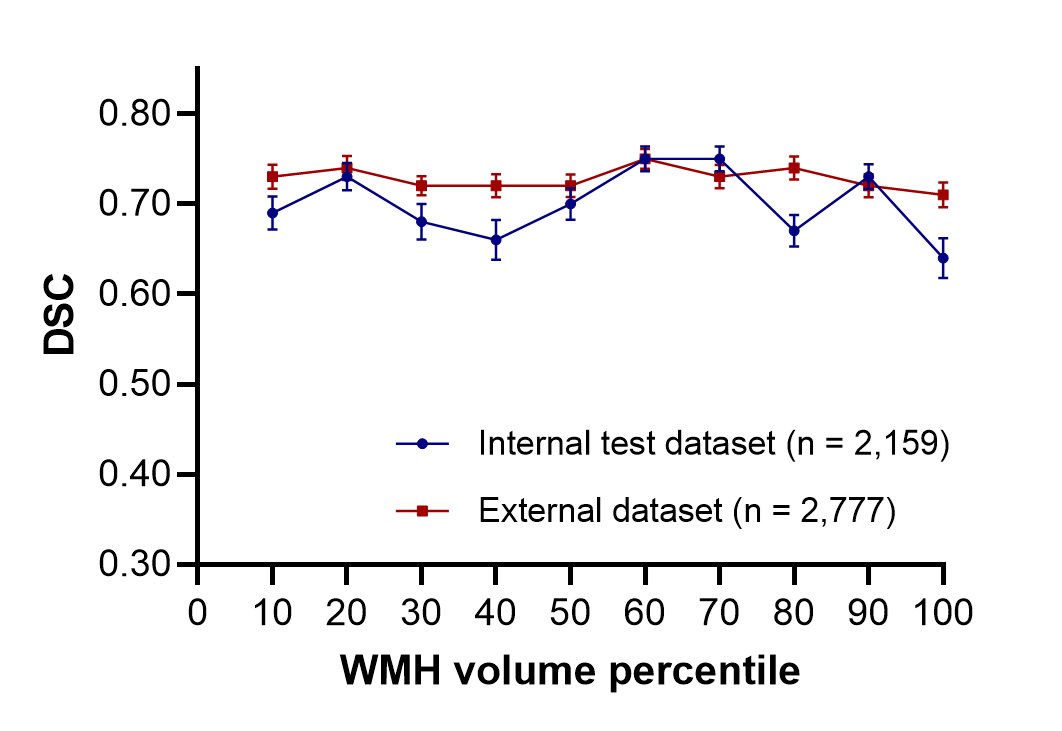 0.80
0.70
0.60
0.50
0.40
0.30
DSC
Internal test dataset (n = 2,159)
External dataset (n = 2,777)
0 10 20 30 40 50 60 70 80 90 100
WMH volume percentile